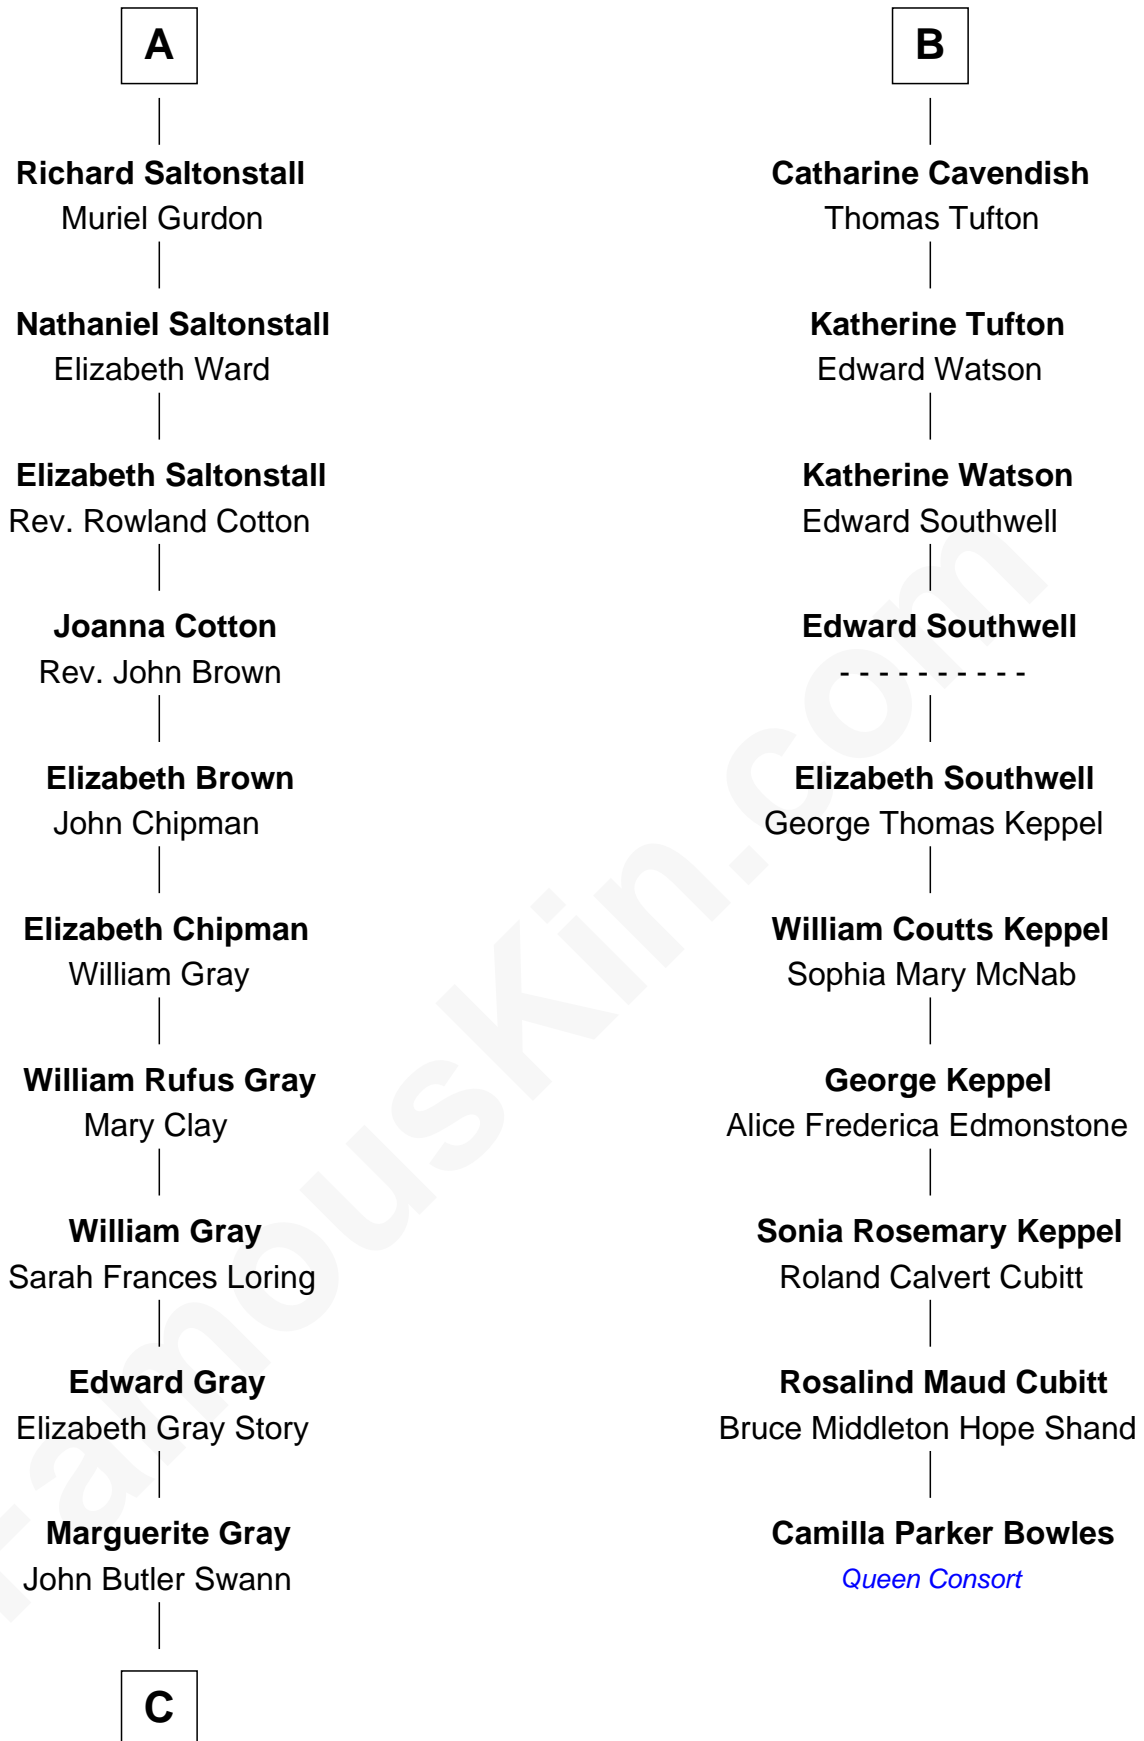 A
Richard Saltonstall
Muriel Gurdon
Nathaniel Saltonstall
Elizabeth Ward
Elizabeth Saltonstall
Rev. Rowland Cotton
Joanna Cotton
Rev. John Brown
Elizabeth Brown
John Chipman
Elizabeth Chipman
William Gray
William Rufus Gray
Mary Clay
William Gray
Sarah Frances Loring
Edward Gray
Elizabeth Gray Story
Marguerite Gray
John Butler Swann
C
B
Catharine Cavendish
Thomas Tufton
Katherine Tufton
Edward Watson
Katherine Watson
Edward Southwell
Edward Southwell
- - - - - - - - - -
Elizabeth Southwell
George Thomas Keppel
William Coutts Keppel
Sophia Mary McNab
George Keppel
Alice Frederica Edmonstone
Sonia Rosemary Keppel
Roland Calvert Cubitt
Rosalind Maud Cubitt
Bruce Middleton Hope Shand
Camilla Parker Bowles
Queen Consort
FamousKin.com